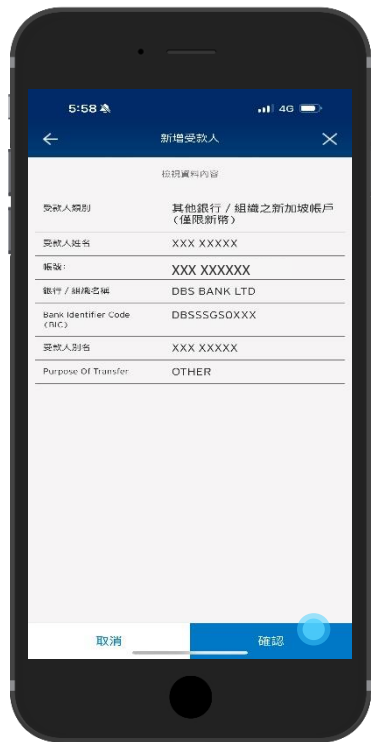 5:58
4G
新增受款人
檢視資料內容
受款人類別 其他銀行 / 組織之新加坡帳戶
(僅限新幣)
受款人姓名 XXX XXXXX
帳號: XXX XXXXXX
銀行 / 組織名稱 DBS BANK LTD
Bank Identifier Code DBSSSGS0XXX
(BIC)
受款人別名 XXX XXXXX
Purpose Of Transfer OTHER
取消 確認